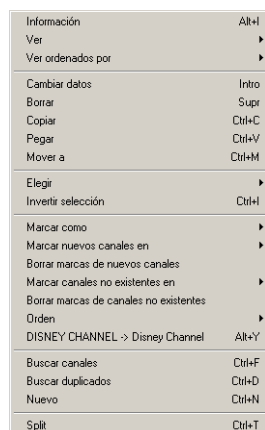 Información Alt+I
Ver
Ver ordenados por
Cambiar datos Intro
Borrar Supr
Copiar Ctrl+C
Pegar Ctrl+V
Mover a Ctrl+M
Elegir
Invertir selección Ctrl+I
Marcar como
Marcar nuevos canales en
Borrar marcas de nuevos canales
Marcar canales no existentes en
Borrar marcas de canales no existentes
Orden
DISNEY CHANNEL -> Disney Channel Alt+Y
Buscar canales Ctrl+F
Buscar duplicados Ctrl+D
Nuevo Ctrl+N
Split Ctrl+T